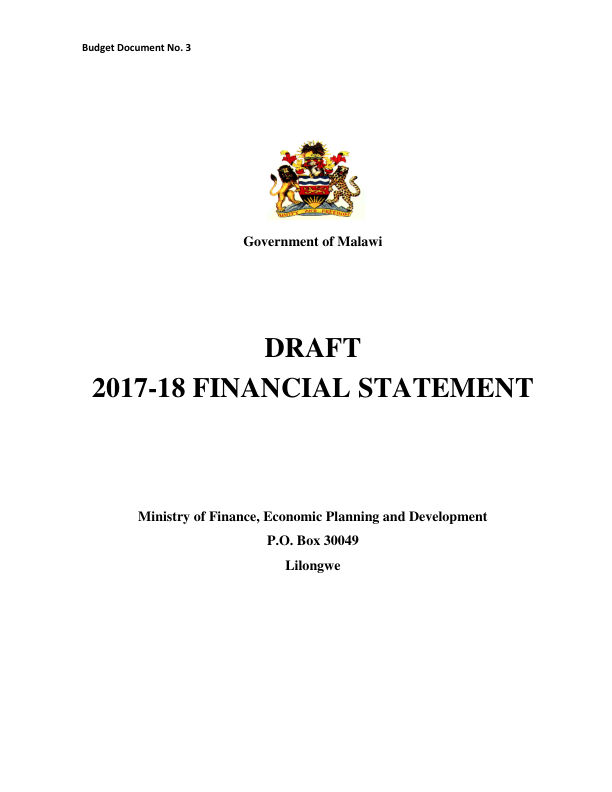 Budget Document No. 3
UNITY AND FREEDOM
Government of Malawi
DRAFT
2017-18 FINANCIAL STATEMENT
Ministry of Finance, Economic Planning and Development
P.O. Box 30049
Lilongwe